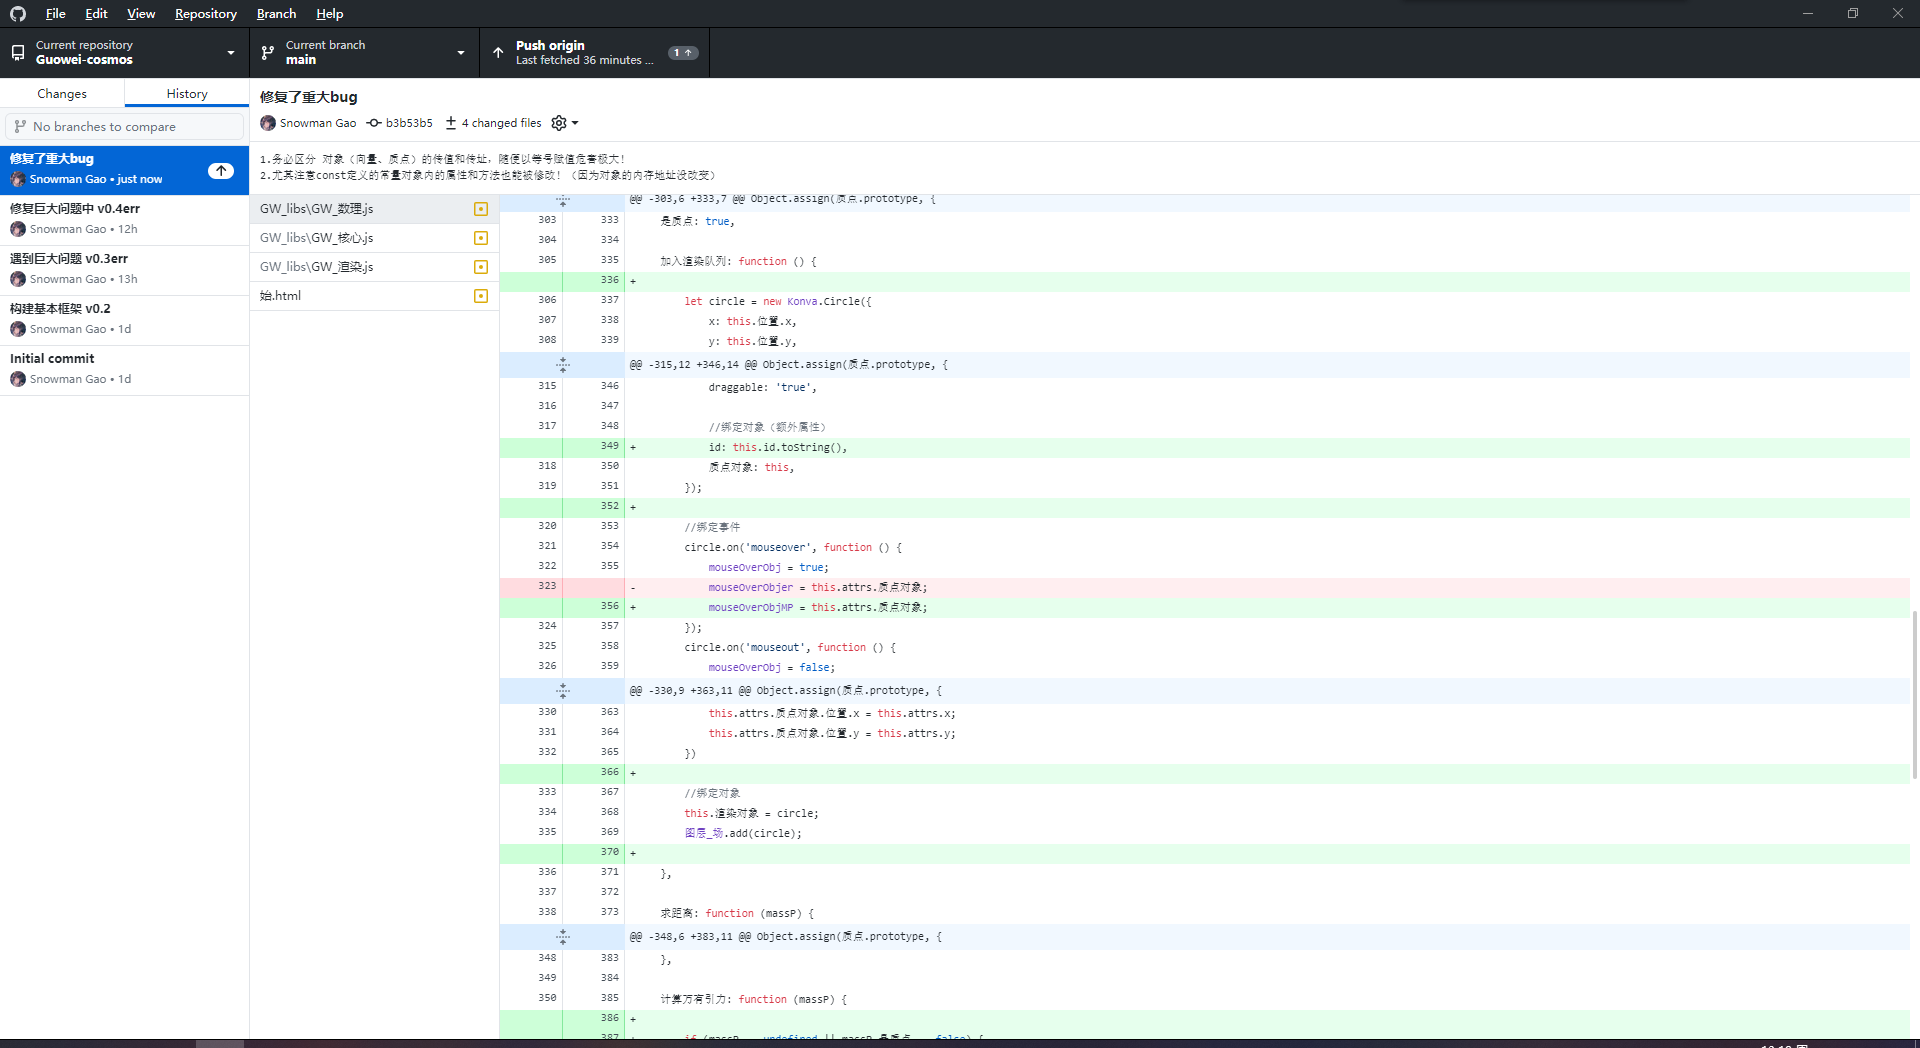 File Edit View Repository Branch Help
Current repository
Guowei-cosmos
Current branch
main
Push origin
Last fetched 36 minutes ...
1
Changes
History
No branches to compare
修复了重大bug
Snowman Gao • just now
修复巨大问题中 v0.4err
Snowman Gao • 12h
遇到巨大问题 v0.3err
Snowman Gao • 13h
构建基本框架 v0.2
Snowman Gao • 1d
Initial commit
Snowman Gao • 1d
修复了重大bug
Snowman Gao b3b53b5 4 changed files
1.务必区分 对象（向量、质点）的传值和传址，随便以等号赋值危害极大！
2.尤其注意const定义的常量对象内的属性和方法也能被修改！（因为对象的内存地址没改变）
GW_libs\GW_数理.js
GW_libs\GW_核心.js
GW_libs\GW_渲染.js
始.html
@@ -303,6 +333,7 @@ Object.assign(质点.prototype, {
303 333 是质点: true,
304 334
305 335 加入渲染队列: function () {
336 +
306 337 let circle = new Konva.Circle({
307 338 x: this.位置.x,
308 339 y: this.位置.y,
@@ -315,12 +346,14 @@ Object.assign(质点.prototype, {
315 346 draggable: 'true',
316 347
317 348 //绑定对象（额外属性）
349 + id: this.id.toString(),
318 350 质点对象: this,
319 351 });
352 +
320 353 //绑定事件
321 354 circle.on('mouseover', function () {
322 355 mouseOverObj = true;
323 - mouseOverObjer = this.attrs.质点对象;
356 + mouseOverObjMP = this.attrs.质点对象;
324 357 });
325 358 circle.on('mouseout', function () {
326 359 mouseOverObj = false;
@@ -330,9 +363,11 @@ Object.assign(质点.prototype, {
330 363 this.attrs.质点对象.位置.x = this.attrs.x;
331 364 this.attrs.质点对象.位置.y = this.attrs.y;
332 365 })
366 +
333 367 //绑定对象
334 368 this.渲染对象 = circle;
335 369 图层_场.add(circle);
370 +
336 371 },
337 372
338 373 求距离: function (massP) {
@@ -348,6 +383,11 @@ Object.assign(质点.prototype, {
348 383 },
349 384
350 385 计算万有引力: function (massP) {
386 +